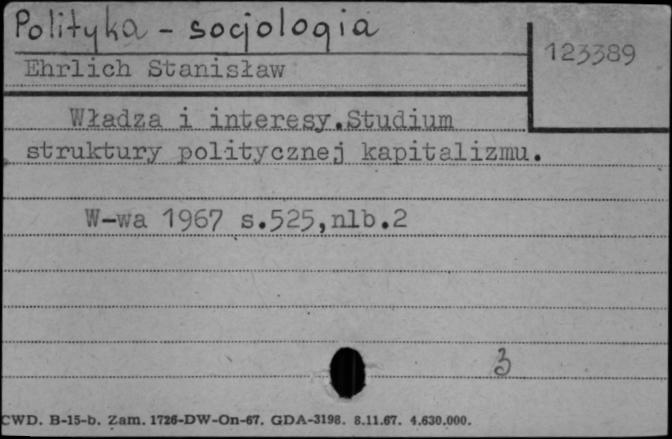 Polityka - socjologia
123389
Ehrlich Stanisław
Władza i interesy.Studium
struktury politycznej kapitalizmu.
W-wa 1967 s.525,nlb.2
3
CWD. B-15-b. Zam. 1726-DW-On-67. GDA-3198. 8.11.67. 4.630.000.